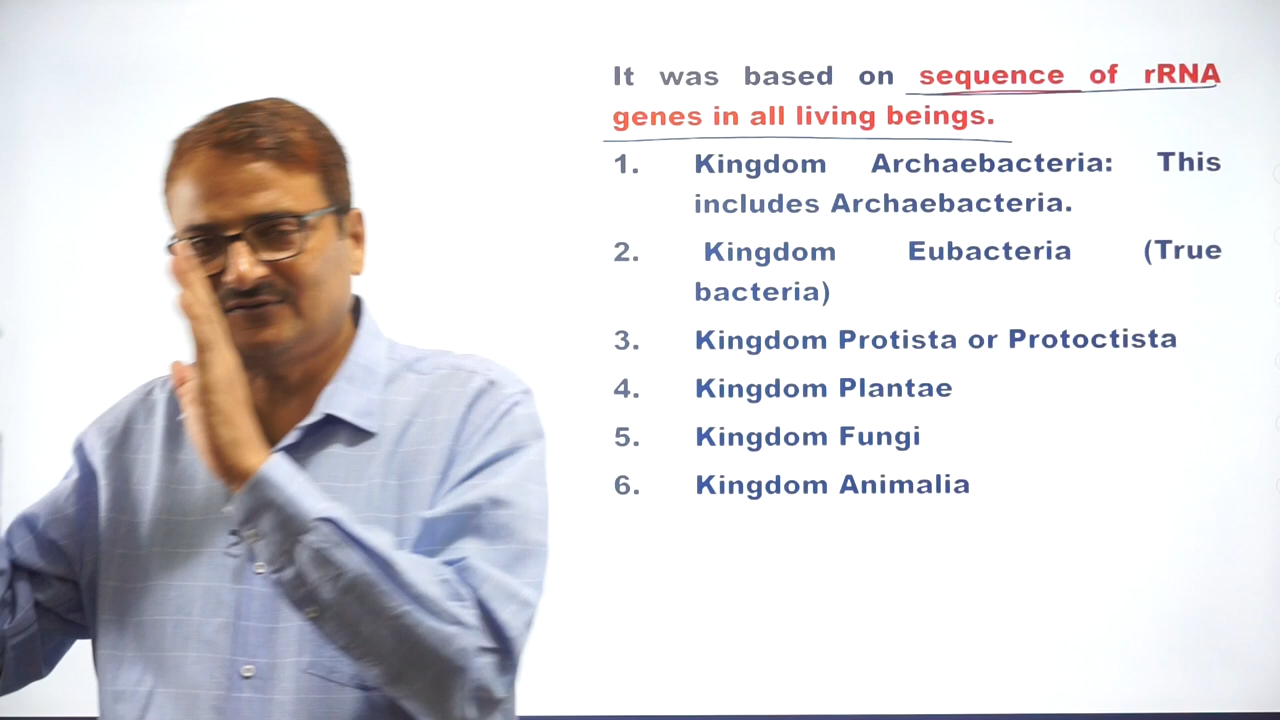 It was based on sequence of rRNA
genes in all living beings.
1. Kingdom Archaebacteria: This
includes Archaebacteria.
2. Kingdom Eubacteria (True
bacteria)
3. Kingdom Protista or Protoctista
4. Kingdom Plantae
5. Kingdom Fungi
6. Kingdom Animalia